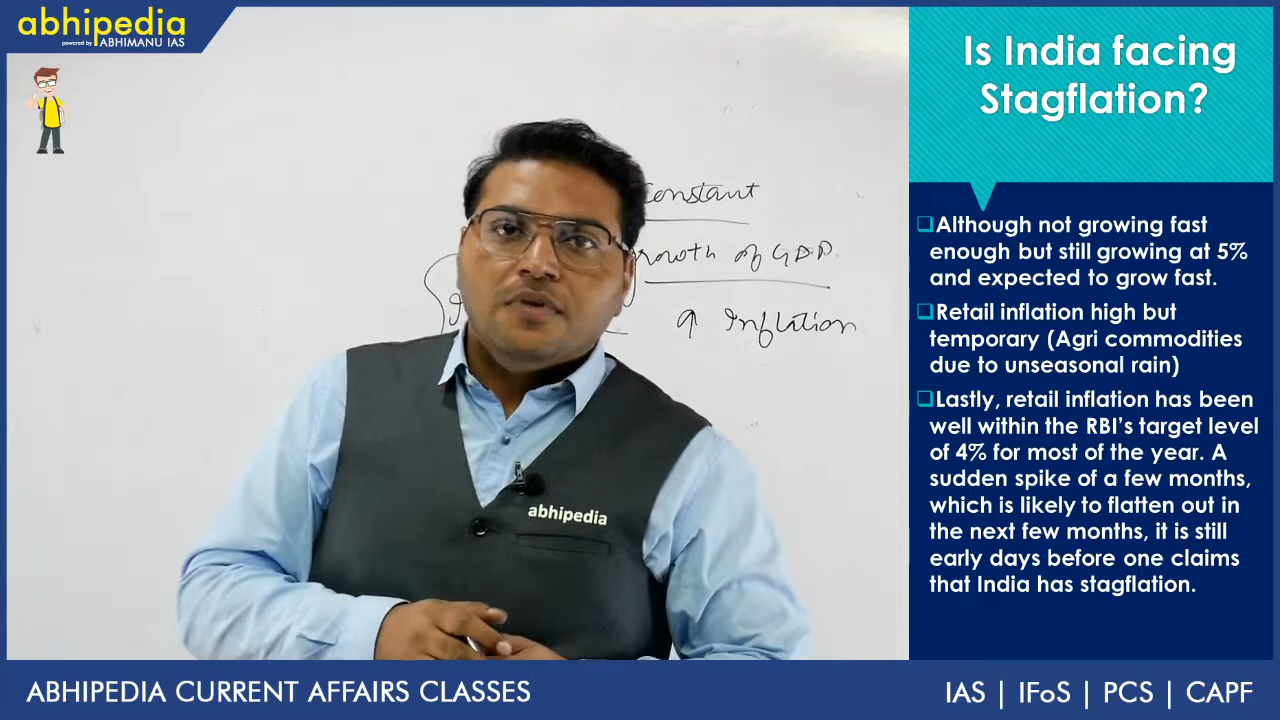 abhipedia
powered by ABHIMANU IAS
Is India facing
Stagflation?
Constant
growth of GDP
↑ Inflation
abhipedia
❑Although not growing fast
enough but still growing at 5%
and expected to grow fast.
❑Retail inflation high but
temporary (Agri commodities
due to unseasonal rain)
❑Lastly, retail inflation has been
well within the RBI's target level
of 4% for most of the year. A
sudden spike of a few months,
which is likely to flatten out in
the next few months, it is still
early days before one claims
that India has stagflation.
ABHIPEDIA CURRENT AFFAIRS CLASSES
IAS | IFoS | PCS | CAPF